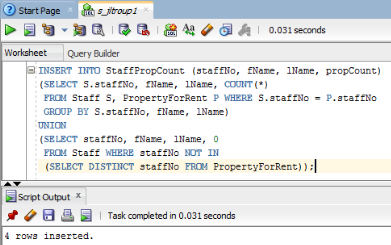 Start Page
s_jltroup1
0.031 seconds
Worksheet Query Builder
INSERT INTO StaffPropCount (staffNo, fName, lName, propCount)
(SELECT S.staffNo, fName, lName, COUNT(*)
FROM Staff S, PropertyForRent P WHERE S.staffNo = P.staffNo
GROUP BY S.staffNo, fName, lName)
UNION
(SELECT staffNo, fName, lName, 0
FROM Staff WHERE staffNo NOT IN
(SELECT DISTINCT staffNo FROM PropertyForRent));
Script Output
Task completed in 0.031 seconds
4 rows inserted.